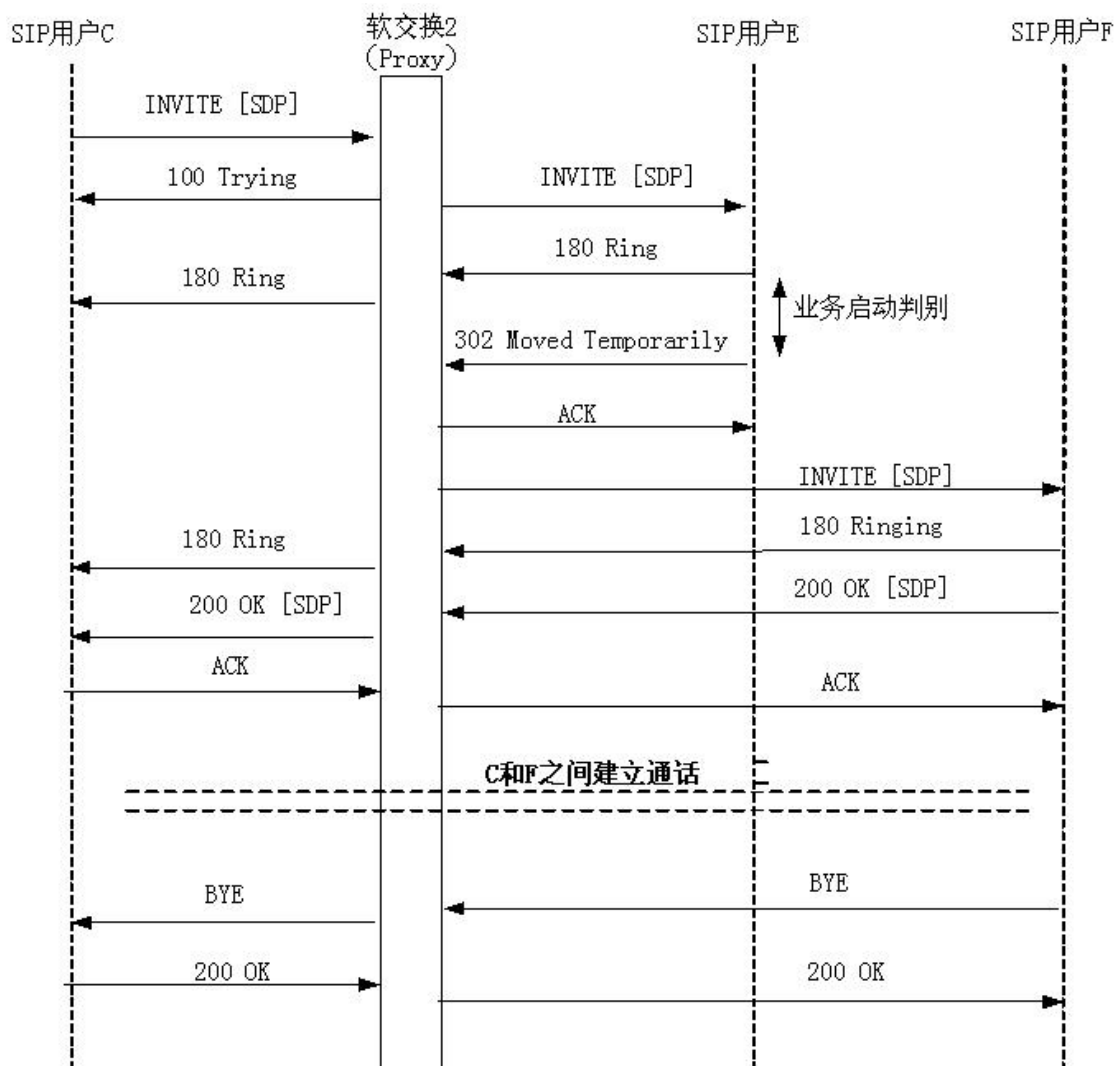 SIP用户C
软交换2
(Proxy)
SIP用户E
SIP用户F
INVITE [SDP]
100 Trying
INVITE [SDP]
180 Ring
180 Ring
业务启动判别
302 Moved Temporarily
ACK
INVITE [SDP]
180 Ringing
180 Ring
200 OK [SDP]
200 OK [SDP]
ACK
ACK
C和F之间建立通话
BYE
BYE
200 OK
200 OK